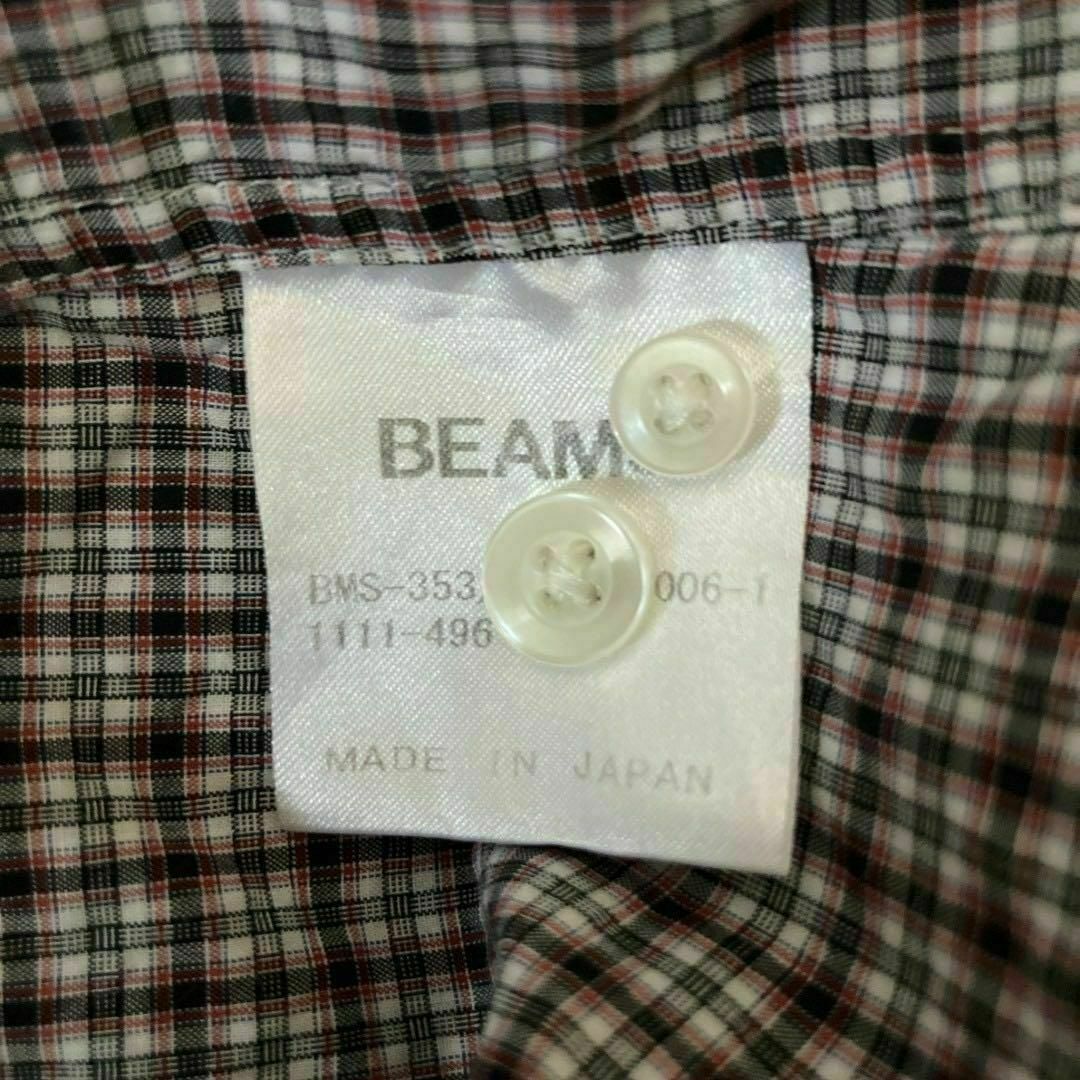 BEAM
BMS-353 006-1
1111-496
MADE IN JAPAN